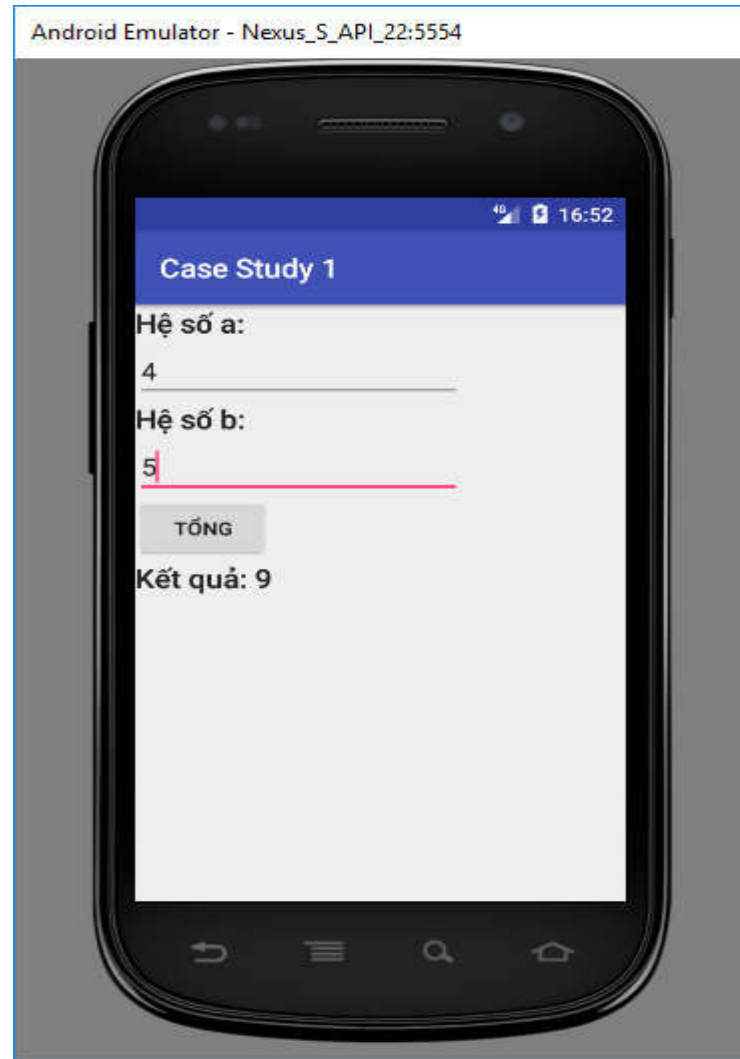 Android Emulator - Nexus_S_API_22:5554
4G 16:52
Case Study 1
Hệ số a:
4
Hệ số b:
5
TỔNG
Kết quả: 9